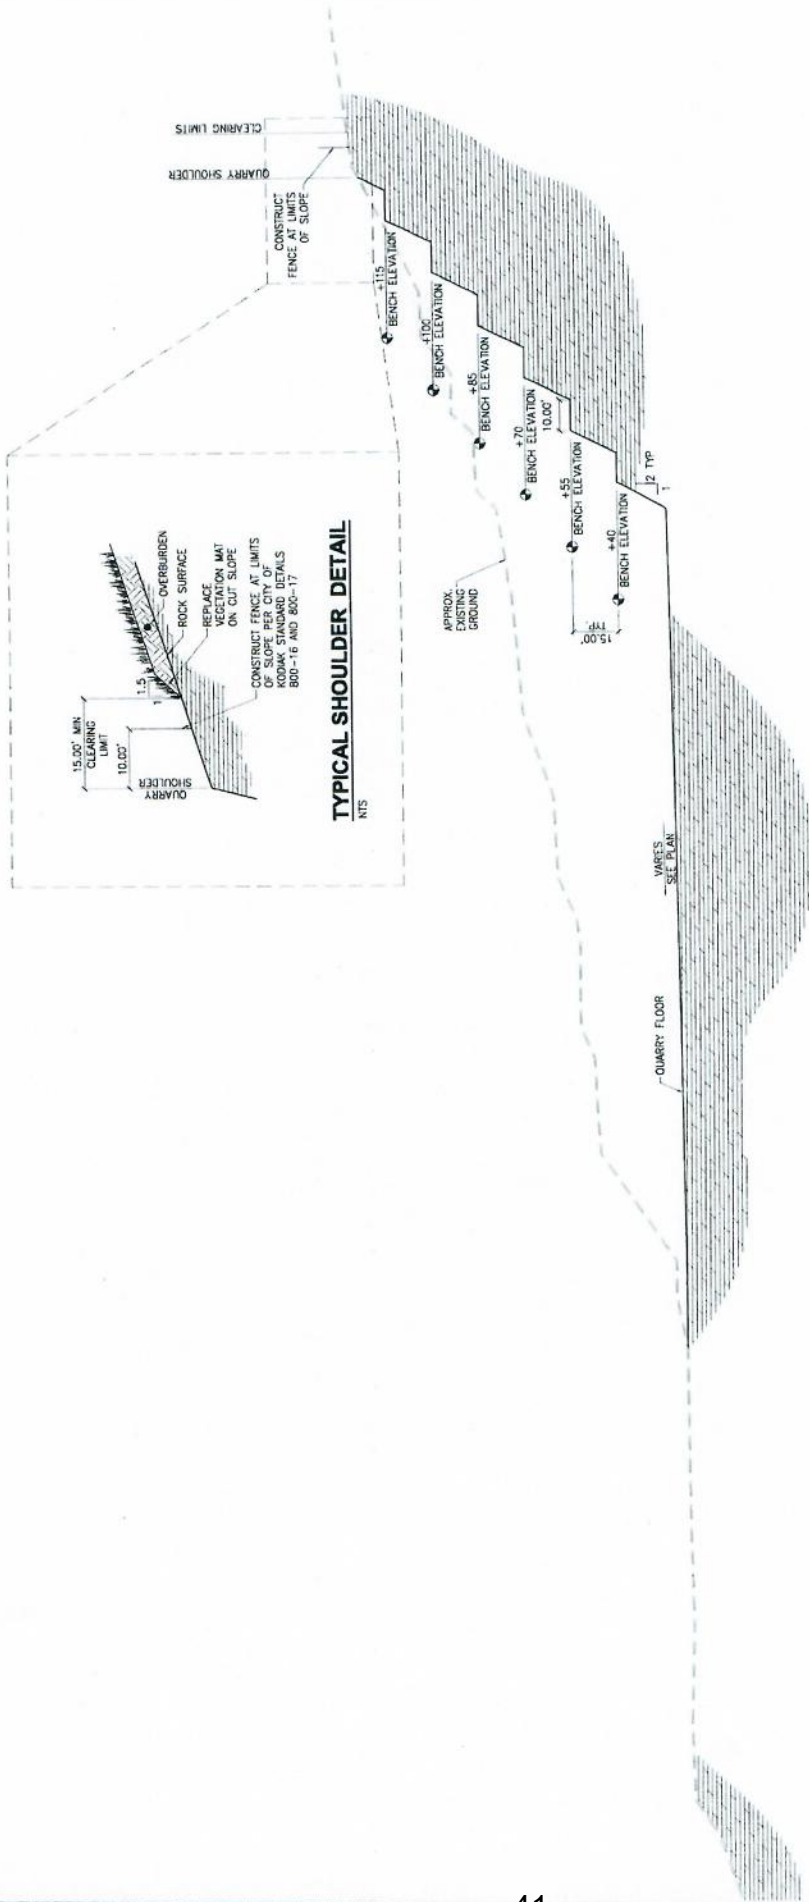 CLEARING LIMITS
QUARRY SHOULDER
CONSTRUCT
FENCE AT LIMITS
OF SLOPE
15.00' MIN
CLEARING
LIMIT
10.00'
QUARRY
SHOULDER
1.5
1
OVERBURDEN
ROCK SURFACE
REPLACE
VEGETATION MAT
ON CUT SLOPE
CONSTRUCT FENCE AT LIMITS
OF SLOPE PER CITY OF
KODIAK STANDARD DETAILS
800-16 AND 800-17
TYPICAL SHOULDER DETAIL
NTS
+115
BENCH ELEVATION
+100
BENCH ELEVATION
+85
BENCH ELEVATION
+70
BENCH ELEVATION
10.00'
+55
BENCH ELEVATION
+40
BENCH ELEVATION
15.00'
TYP.
2 TYP
1
APPROX.
EXISTING
GROUND
VARIES
SEE PLAN
QUARRY FLOOR